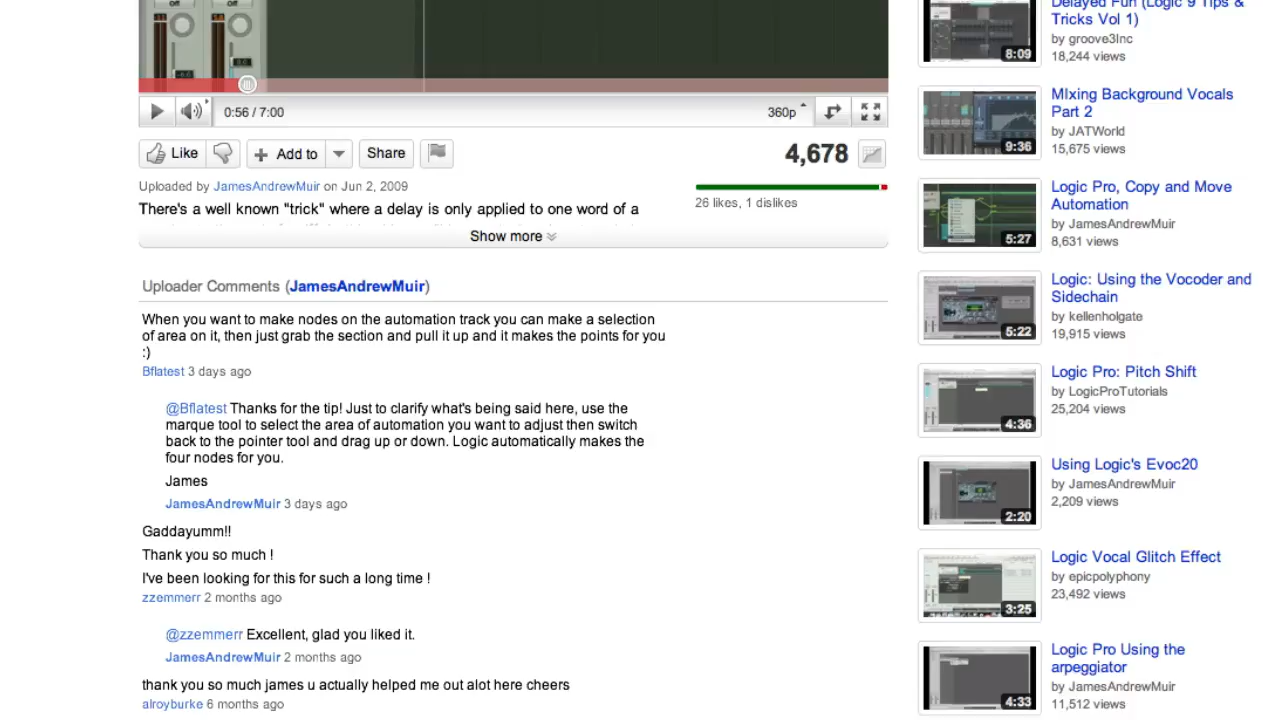 Off
Off
-4.6
8.0
0:56 / 7:00
360p
Like
Add to
Share
4,678
Uploaded by JamesAndrewMuir on Jun 2, 2009
26 likes, 1 dislikes
There's a well known "trick" where a delay is only applied to one word of a
Show more
Uploader Comments (JamesAndrewMuir)
When you want to make nodes on the automation track you can make a selection
of area on it, then just grab the section and pull it up and it makes the points for you
:)
Bflatest 3 days ago
@Bflatest Thanks for the tip! Just to clarify what's being said here, use the
marque tool to select the area of automation you want to adjust then switch
back to the pointer tool and drag up or down. Logic automatically makes the
four nodes for you.
James
JamesAndrewMuir 3 days ago
Gaddayumm!!
Thank you so much !
I've been looking for this for such a long time !
zzemmerr 2 months ago
@zzemmerr Excellent, glad you liked it.
JamesAndrewMuir 2 months ago
thank you so much james u actually helped me out alot here cheers
alroyburke 6 months ago
Delayed Fun (Logic 9 Tips &
Tricks Vol 1)
by groove3Inc
18,244 views
8:09
MIxing Background Vocals
Part 2
by JATWorld
15,675 views
9:36
Logic Pro, Copy and Move
Automation
by JamesAndrewMuir
8,631 views
5:27
Logic: Using the Vocoder and
Sidechain
by kellenholgate
19,915 views
5:22
Logic Pro: Pitch Shift
by LogicProTutorials
25,204 views
4:36
Using Logic's Evoc20
by JamesAndrewMuir
2,209 views
2:20
Logic Vocal Glitch Effect
by epicpolyphony
23,492 views
3:25
Logic Pro Using the
arpeggiator
by JamesAndrewMuir
11,512 views
4:33